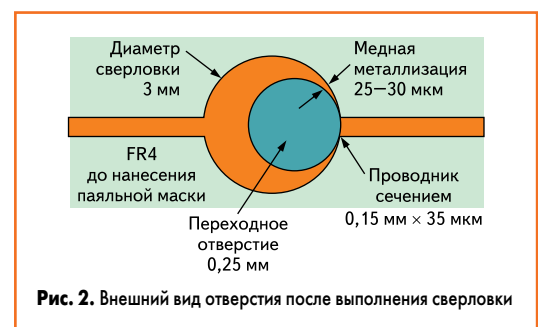 Диаметр
сверловки
3 мм
Медная
металлизация
25—30 мкм
FR4
до нанесения
паяльной маски
Проводник
сечением
0,15 мм × 35 мкм
Переходное
отверстие
0,25 мм
Рис. 2. Внешний вид отверстия после выполнения сверловки